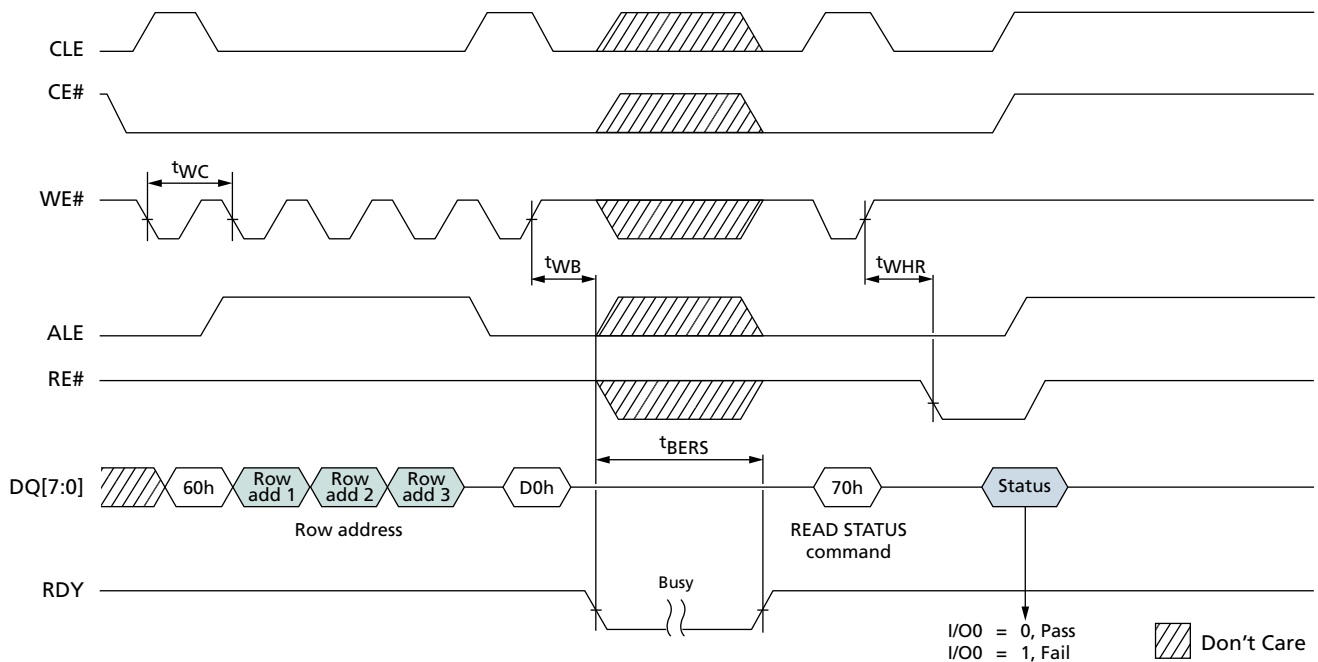 CLE
CE#
tWC
WE#
tWB
tWHR
ALE
RE#
tBERS
DQ[7:0]
60h
Row add 1
Row add 2
Row add 3
D0h
70h
Status
Row address
READ STATUS
command
RDY
Busy
I/O0 = 0, Pass
I/O0 = 1, Fail
Don't Care